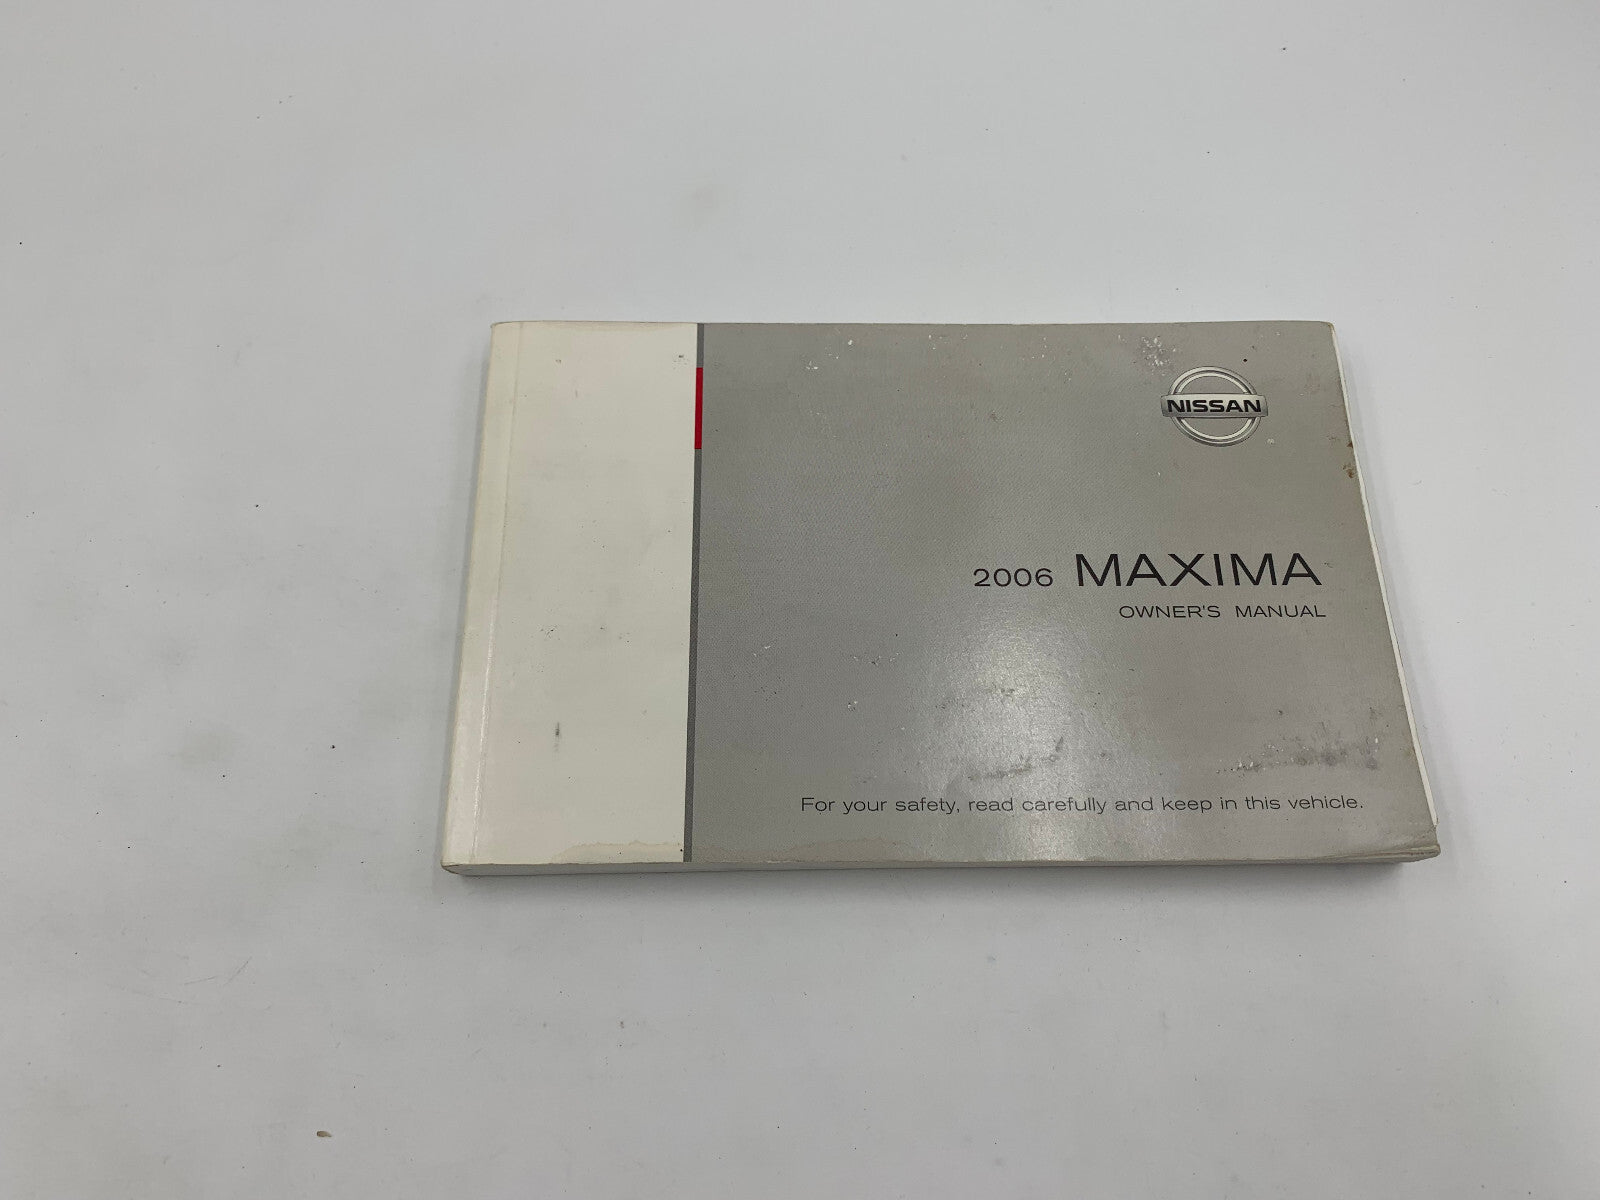 NISSAN
2006 MAXIMA
OWNER'S MANUAL
For your safety, read carefully and keep in this vehicle.